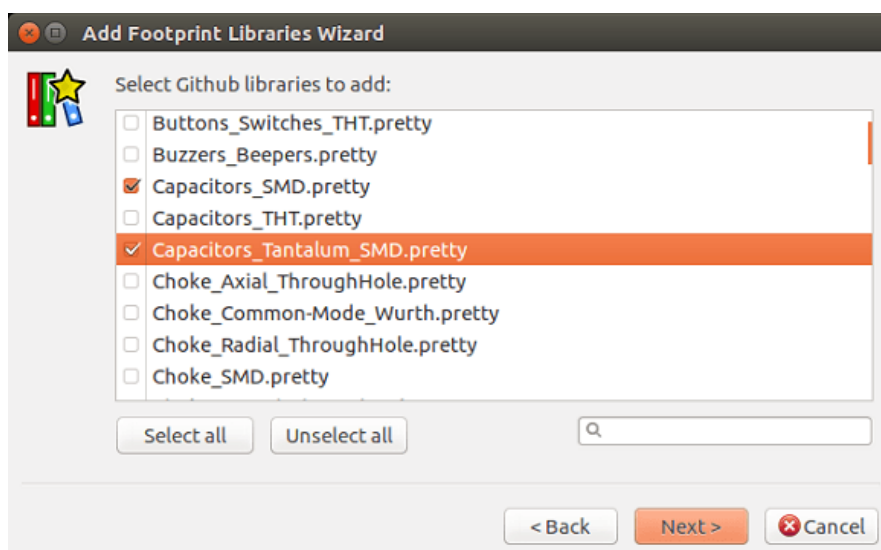 Add Footprint Libraries Wizard
Select Github libraries to add:
Buttons_Switches_THT.pretty
Buzzers_Beepers.pretty
Capacitors_SMD.pretty
Capacitors_THT.pretty
Capacitors_Tantalum_SMD.pretty
Choke_Axial_ThroughHole.pretty
Choke_Common-Mode_Wurth.pretty
Choke_Radial_ThroughHole.pretty
Choke_SMD.pretty
Select all Unselect all
< Back Next > Cancel